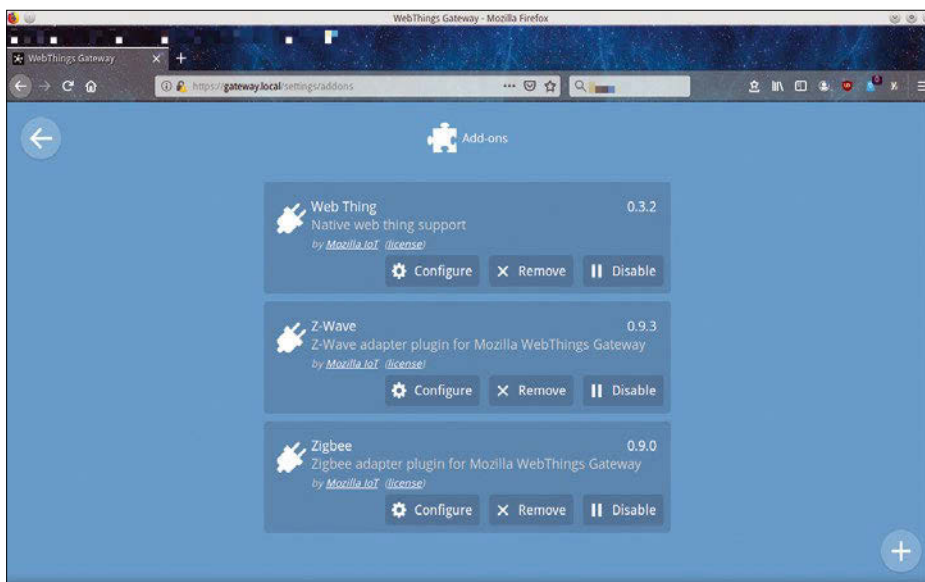 WebThings Gateway - Mozilla Firefox
WebThings Gateway
https://gateway.local/settings/addons
Add-ons
Web Thing 0.3.2
Native web thing support
by Mozilla IoT (license)
Configure Remove Disable
Z-Wave 0.9.3
Z-Wave adapter plugin for Mozilla WebThings Gateway
by Mozilla IoT (license)
Configure Remove Disable
Zigbee 0.9.0
Zigbee adapter plugin for Mozilla WebThings Gateway
by Mozilla IoT (license)
Configure Remove Disable